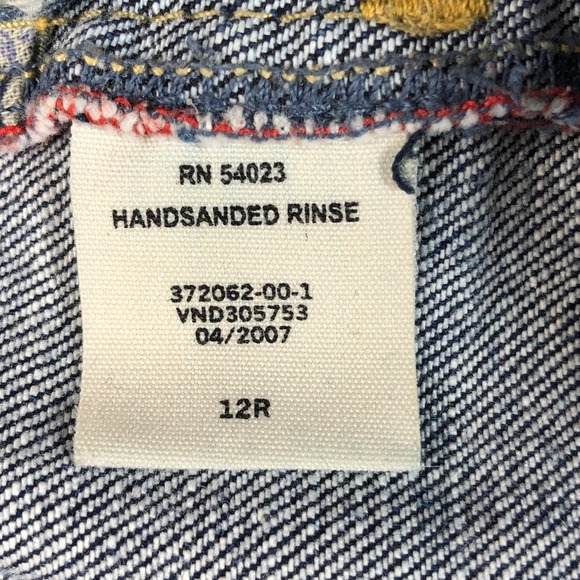 RN 54023
HANDSANDED RINSE
372062-00-1
VND305753
04/2007
12R